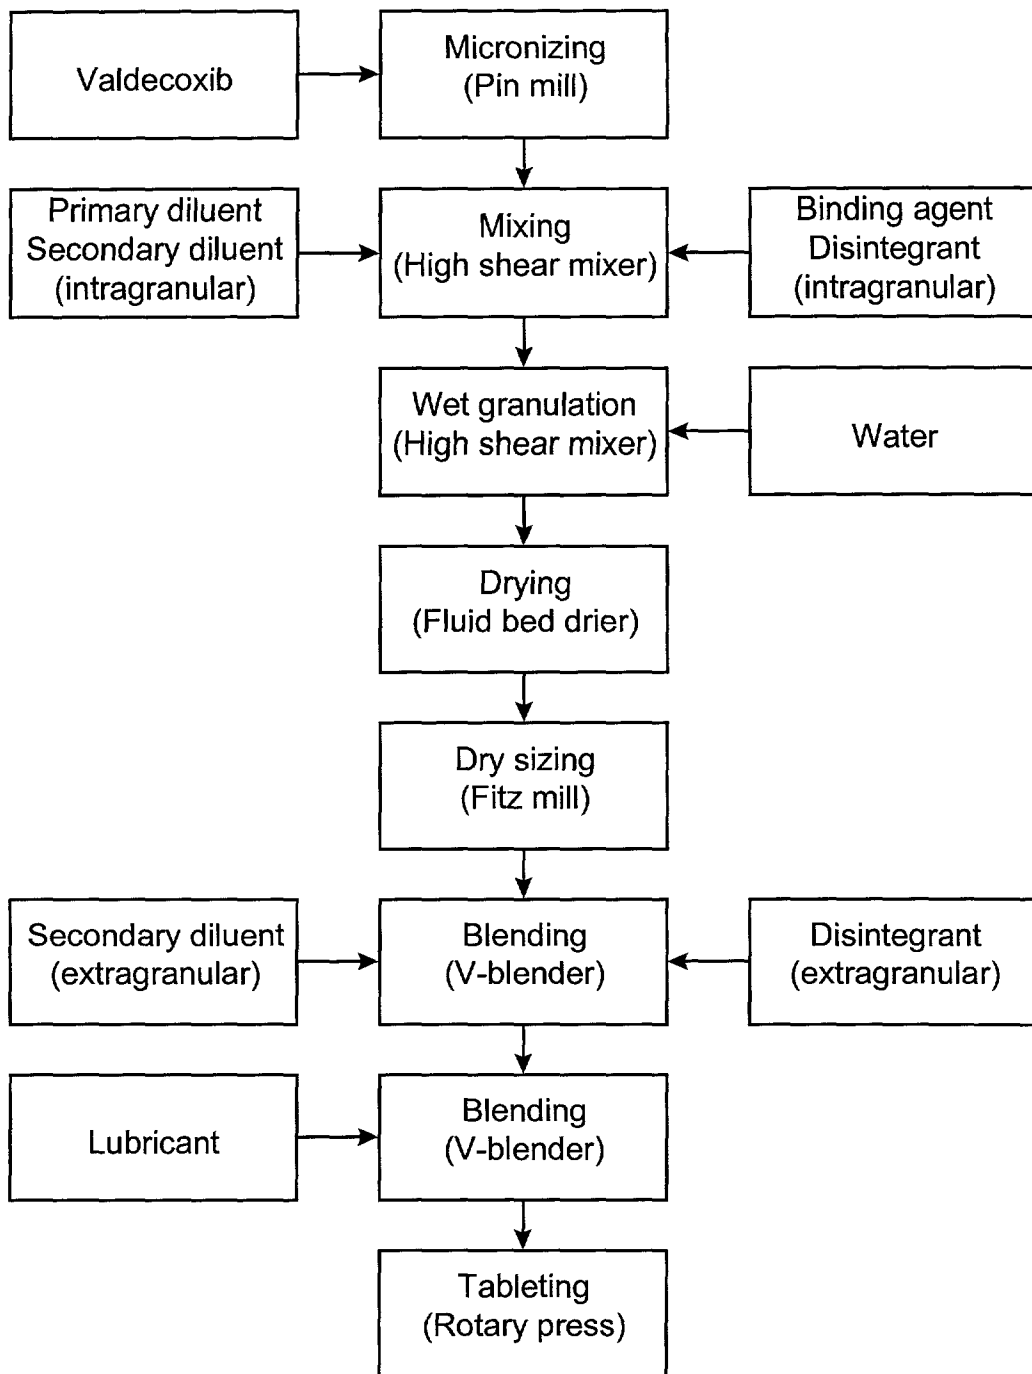 Valdecoxib
Micronizing
(Pin mill)
Primary diluent
Secondary diluent
(intragranular)
Mixing
(High shear mixer)
Binding agent
Disintegrant
(intragranular)
Wet granulation
(High shear mixer)
Water
Drying
(Fluid bed drier)
Dry sizing
(Fitz mill)
Secondary diluent
(extragranular)
Blending
(V-blender)
Disintegrant
(extragranular)
Lubricant
Blending
(V-blender)
Tableting
(Rotary press)